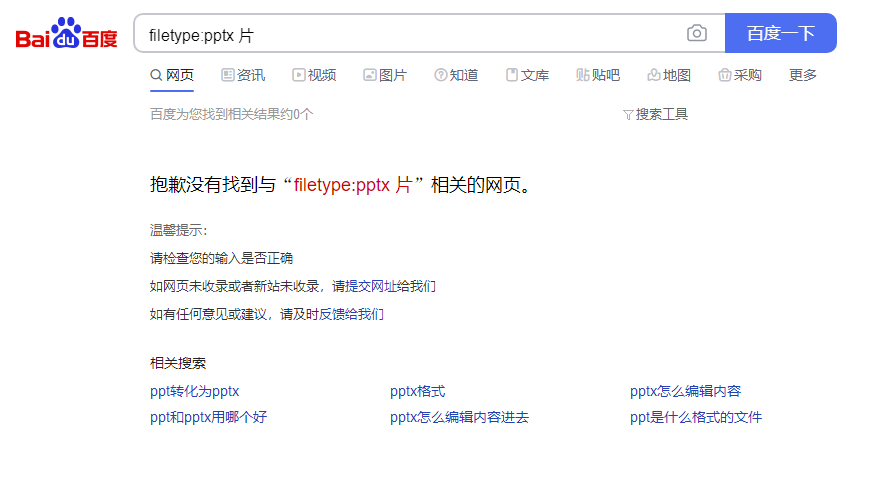 Bai du 百度 filetype:pptx 片 百度一下
网页 资讯 视频 图片 知道 文库 贴吧 地图 采购 更多
百度为您找到相关结果约0个 搜索工具
抱歉没有找到与“filetype:pptx 片”相关的网页。
温馨提示：
请检查您的输入是否正确
如网页未收录或者新站未收录，请提交网址给我们
如有任何意见或建议，请及时反馈给我们
相关搜索
ppt转化为pptx pptx格式 pptx怎么编辑内容
ppt和pptx用哪个好 pptx怎么编辑内容进去 ppt是什么格式的文件